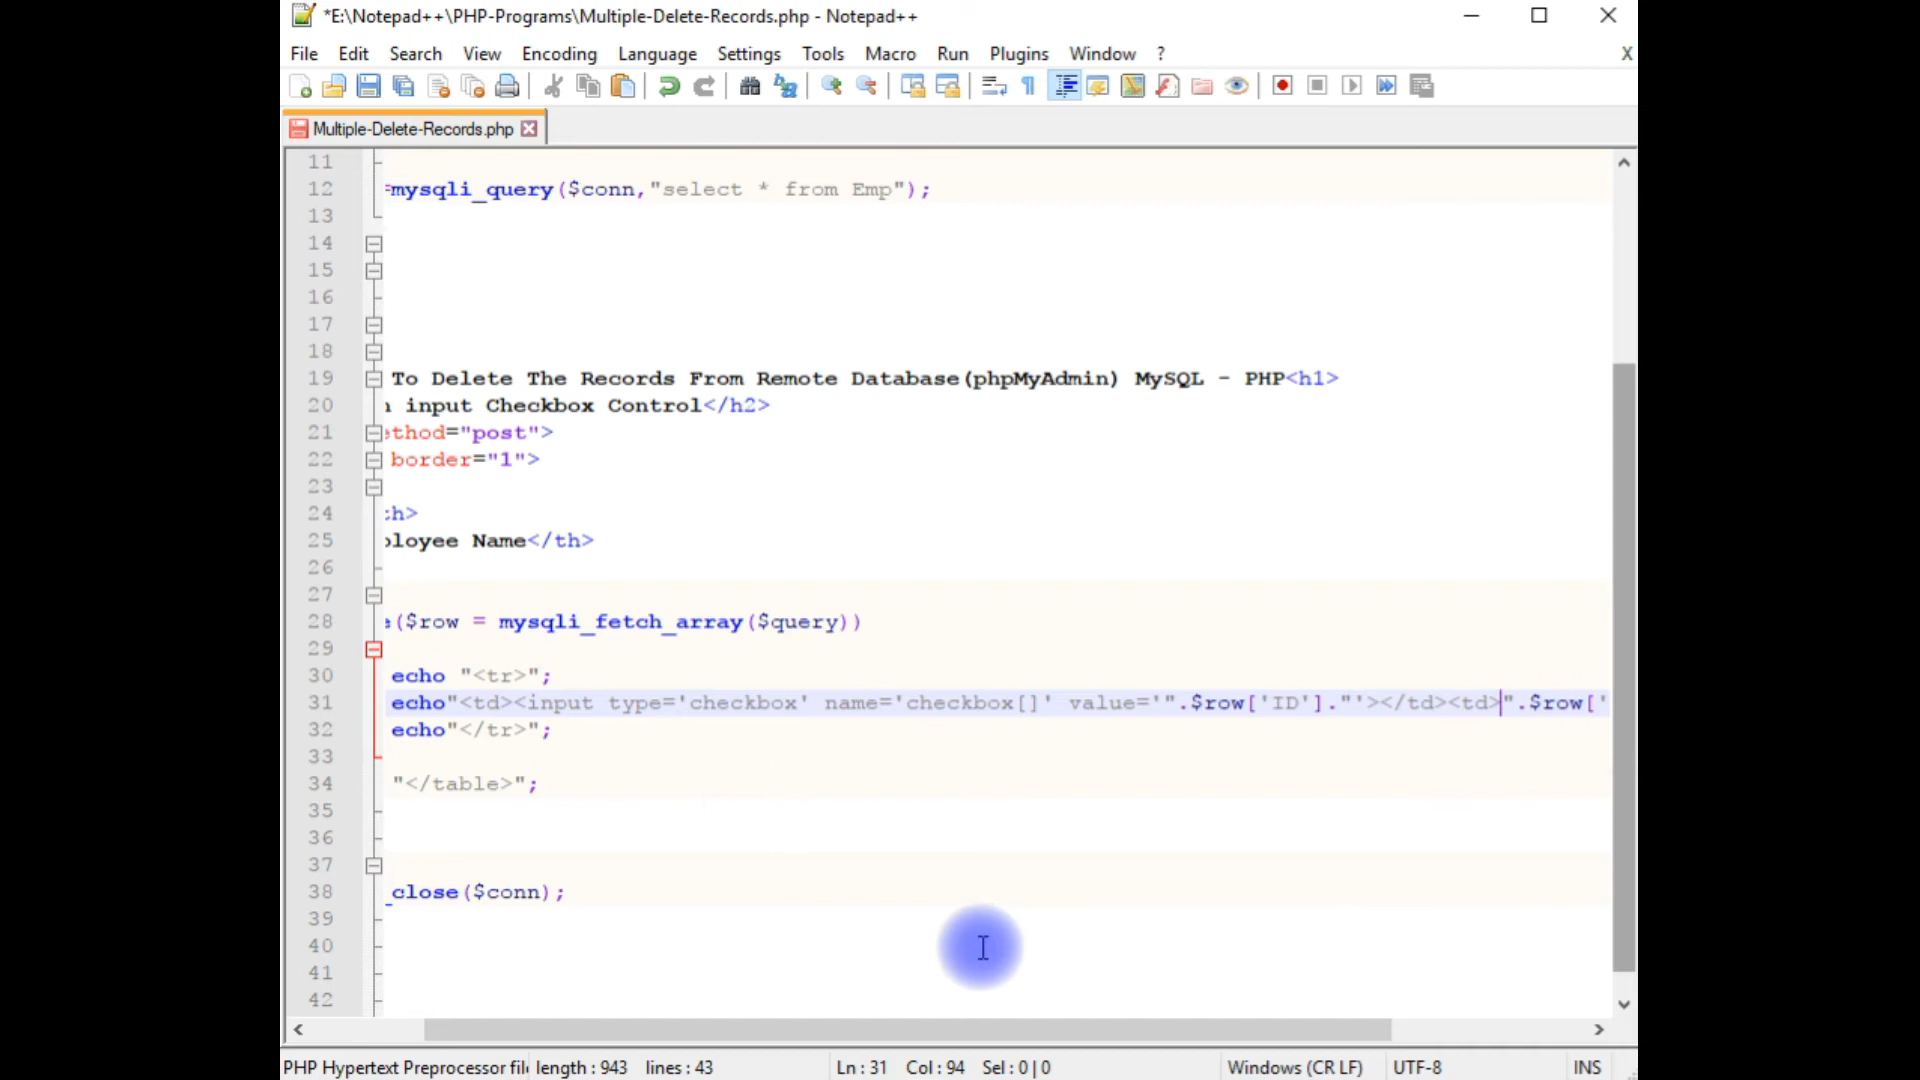 *E:\Notepad++\PHP-Programs\Multiple-Delete-Records.php - Notepad++
File Edit Search View Encoding Language Settings Tools Macro Run Plugins Window ? X
Multiple-Delete-Records.php
11
12 =mysqli_query($conn,"select * from Emp");
13
14
15
16
17
18
19 To Delete The Records From Remote Database(phpMyAdmin) MySQL - PHP<h1>
20 input Checkbox Control</h2>
21 ethod="post">
22 border="1">
23
24 :h>
25 ployee Name</th>
26
27
28 e($row = mysqli_fetch_array($query))
29
30 echo "<tr>";
31 echo"<td><input type='checkbox' name='checkbox[]' value='".$row['ID']."'></td><td>".$row['
32 echo"</tr>";
33
34 "</table>";
35
36
37
38 _close($conn);
39
40
41
42
PHP Hypertext Preprocessor file length : 943 lines : 43 Ln : 31 Col : 94 Sel : 0 | 0 Windows (CR LF) UTF-8 INS